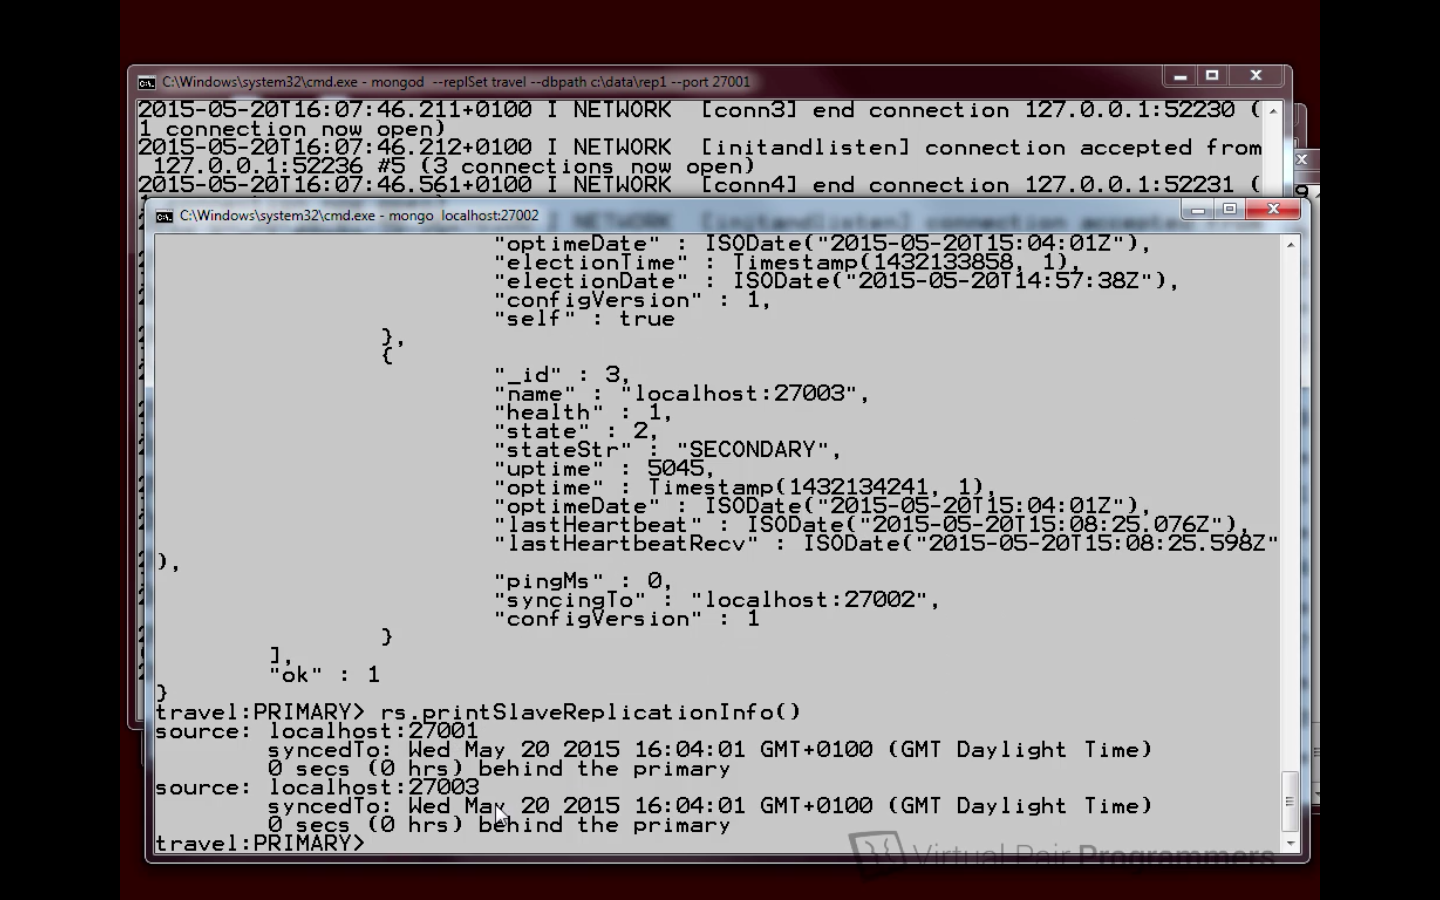 C:\Windows\system32\cmd.exe - mongod  --replSet travel --dbpath c:\data\rep1 --port 27001
2015-05-20T16:07:46.211+0100 I NETWORK  [conn3] end connection 127.0.0.1:52230 (
1 connection now open)
2015-05-20T16:07:46.212+0100 I NETWORK  [initandlisten] connection accepted from
127.0.0.1:52236 #5 (3 connections now open)
2015-05-20T16:07:46.561+0100 I NETWORK  [conn4] end connection 127.0.0.1:52231 (
C:\Windows\system32\cmd.exe - mongo  localhost:27002
"optimeDate" : ISODate("2015-05-20T15:04:01Z"),
"electionTime" : Timestamp(1432133858, 1),
"electionDate" : ISODate("2015-05-20T14:57:38Z"),
"configVersion" : 1,
"self" : true
},
{
"_id" : 3,
"name" : "localhost:27003",
"health" : 1,
"state" : 2,
"stateStr" : "SECONDARY",
"uptime" : 5045,
"optime" : Timestamp(1432134241, 1),
"optimeDate" : ISODate("2015-05-20T15:04:01Z"),
"lastHeartbeat" : ISODate("2015-05-20T15:08:25.076Z"),
"lastHeartbeatRecv" : ISODate("2015-05-20T15:08:25.598Z"
),
"pingMs" : 0,
"syncingTo" : "localhost:27002",
"configVersion" : 1
}
],
"ok" : 1
}
travel:PRIMARY> rs.printSlaveReplicationInfo()
source: localhost:27001
syncedTo: Wed May 20 2015 16:04:01 GMT+0100 (GMT Daylight Time)
0 secs (0 hrs) behind the primary
source: localhost:27003
syncedTo: Wed May 20 2015 16:04:01 GMT+0100 (GMT Daylight Time)
0 secs (0 hrs) behind the primary
travel:PRIMARY>
Virtual Pair Programmers